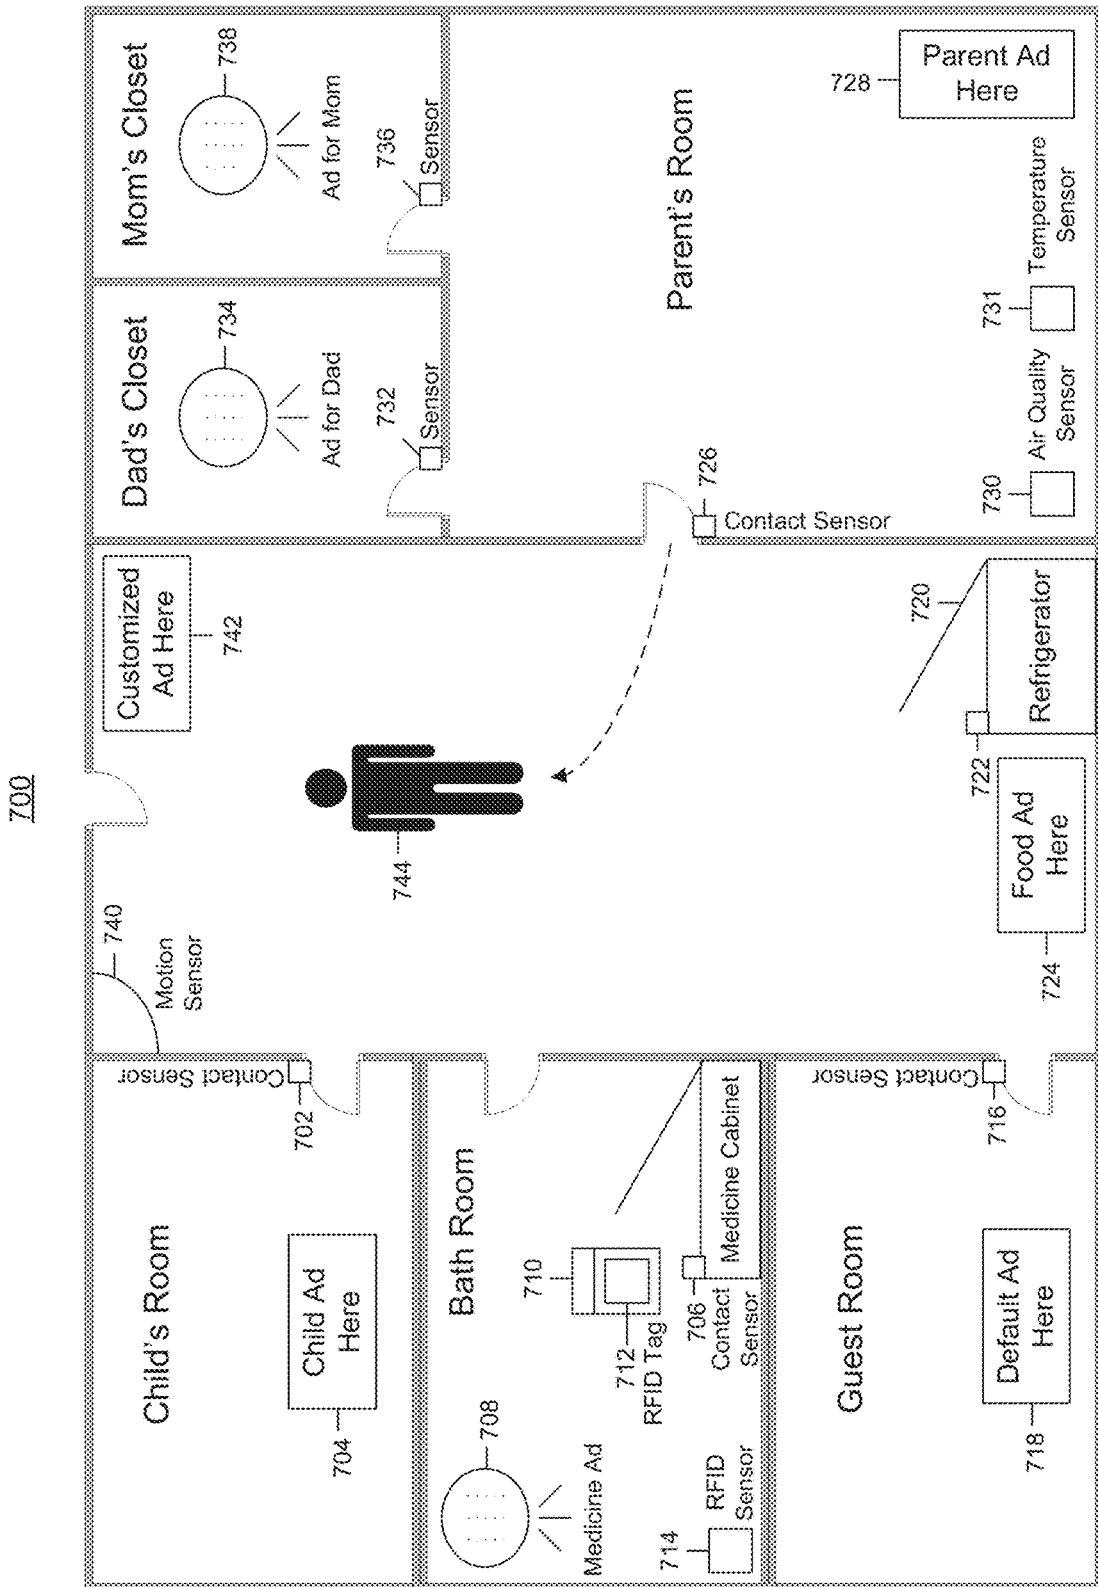 700
Child's Room
Child Ad
Here
704
702
Contact Sensor
Bath Room
708
Medicine Ad
710
712
RFID Tag
706
Contact
Sensor
Medicine Cabinet
714
RFID
Sensor
Guest Room
Default Ad
Here
718
716
Contact Sensor
740
Motion
Sensor
744
Customized
Ad Here
742
720
722
Refrigerator
Food Ad
Here
724
Dad's Closet
734
Ad for Dad
732
Sensor
Mom's Closet
738
Ad for Mom
736
Sensor
Parent's Room
726
Contact Sensor
728
Parent Ad
Here
730
Air Quality
Sensor
731
Temperature
Sensor